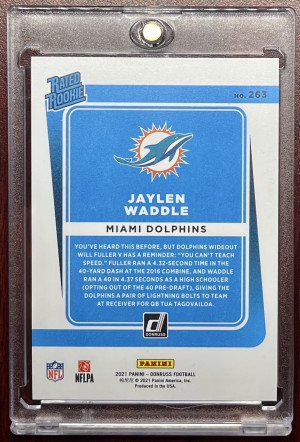 RATED
ROOKIE
NO. 263
JAYLEN
WADDLE
MIAMI DOLPHINS
YOU'VE HEARD THIS BEFORE, BUT DOLPHINS WIDEOUT
WILL FULLER V HAS A REMINDER: "YOU CAN'T TEACH
SPEED." FULLER RAN A 4.32-SECOND TIME IN THE
40-YARD DASH AT THE 2016 COMBINE, AND WADDLE
RAN A 40 IN 4.37 SECONDS AS A HIGH SCHOOLER
(OPTING OUT OF THE 40 PRE-DRAFT), GIVING THE
DOLPHINS A PAIR OF LIGHTNING BOLTS TO TEAM
AT RECEIVER FOR QB TUA TAGOVAILOA.
DONRUSS
NFL
NFLPA
PANINI
2021 PANINI – DONRUSS FOOTBALL
© 2021 Panini America, Inc.
Produced in the USA.